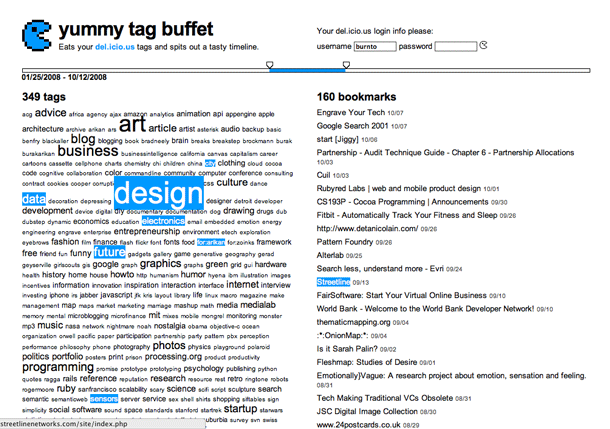 yummy tag buffet
Eats your del.icio.us tags and spits out a tasty timeline.
Your del.icio.us login info please:
username burnto password
01/25/2008 - 10/12/2008
349 tags
acg advice africa agency ajax amazon analytics animation api appengine apple
architecture archive arikan ars art article artist asterisk audio backup basic
benfry blackaller blog blogging book bradneely brain breaks breakstep brockmann burak
burakarikan business businessintelligence california canvas capitalism career
cartoons cassette cellphone charts chemistry chi children china city clothing cloud cocoa
code cognitive collaboration color commandline community computer conference consulting
contract cookies cooper corrupt css culture dance
data decoration depressing design designer detroit developer
development device digital diy documentary documentation dog drawing drugs dub
dubstep dynamic economics education electronics email embedded emotion energy
engineering engrave enterprise entrepreneurship environment etech exploration
eyebrows fashion film finance flash flickr font fonts food for:arikan for:zoinks framework
free friend fun funny future gadgets gallery game generative geography gerad
geyserville girlscouts gis google graph graphics graphs green grid gui hardware
health history home house howto http humanism humor hyena ibm illustration images
incentives information innovation inspiration interaction interface internet interview
investing iphone is jabber javascript jfk kris layout library life linux macro magazine make
management map maps market marketing marriage mashup math media medialab
memory mental microblogging microfinance mit mixes mobile mongrel monitoring monster
mp3 music nasa network nightmare noah nostalgia obama objective-c ocean
organization orwell pacific paper participation partnership party pattern pbx perception
performance philosophy phone photography photos physics playground polaroid
politics portfolio posters print prison processing.org product productivity
programming promise prototype prototyping psychology publishing python
quotes ragga rails reference reputation research resource rest retro ringtone robots
rogermoore ruby sanfrancisco scalability scary science scifi script sculpture search
semantic semanticweb sensors server service sex shell shirts shopping siftables sign
simplicity social software sound space standards stanford startrek startup starwars
suburbia survey svn swiss
160 bookmarks
Engrave Your Tech 10/07
Google Search 2001 10/07
start [Jiggy] 10/06
Partnership - Audit Technique Guide - Chapter 6 - Partnership Allocations
10/03
Cuil 10/03
Rubyred Labs | web and mobile product design 10/01
CS193P - Cocoa Programming | Announcements 09/30
Fitbit - Automatically Track Your Fitness and Sleep 09/26
http://www.detanicolain.com/ 09/26
Pattern Foundry 09/26
Alterlab 09/25
Search less, understand more - Evri 09/24
Streetline 09/13
FairSoftware: Start Your Virtual Online Business 09/10
World Bank - Welcome to the World Bank Developer Network! 09/10
thematicmapping.org 09/04
:*:OnionMap:*: 09/04
Is it Sarah Palin? 09/02
Fleshmap: Studies of Desire 09/01
Emotionally}Vague: A research project about emotion, sensation and feeling.
08/31
Tech Making Traditional VCs Obsolete 08/31
JSC Digital Image Collection 08/30
www.24postcards.co.uk 08/29
streetlinenetworks.com/site/index.php